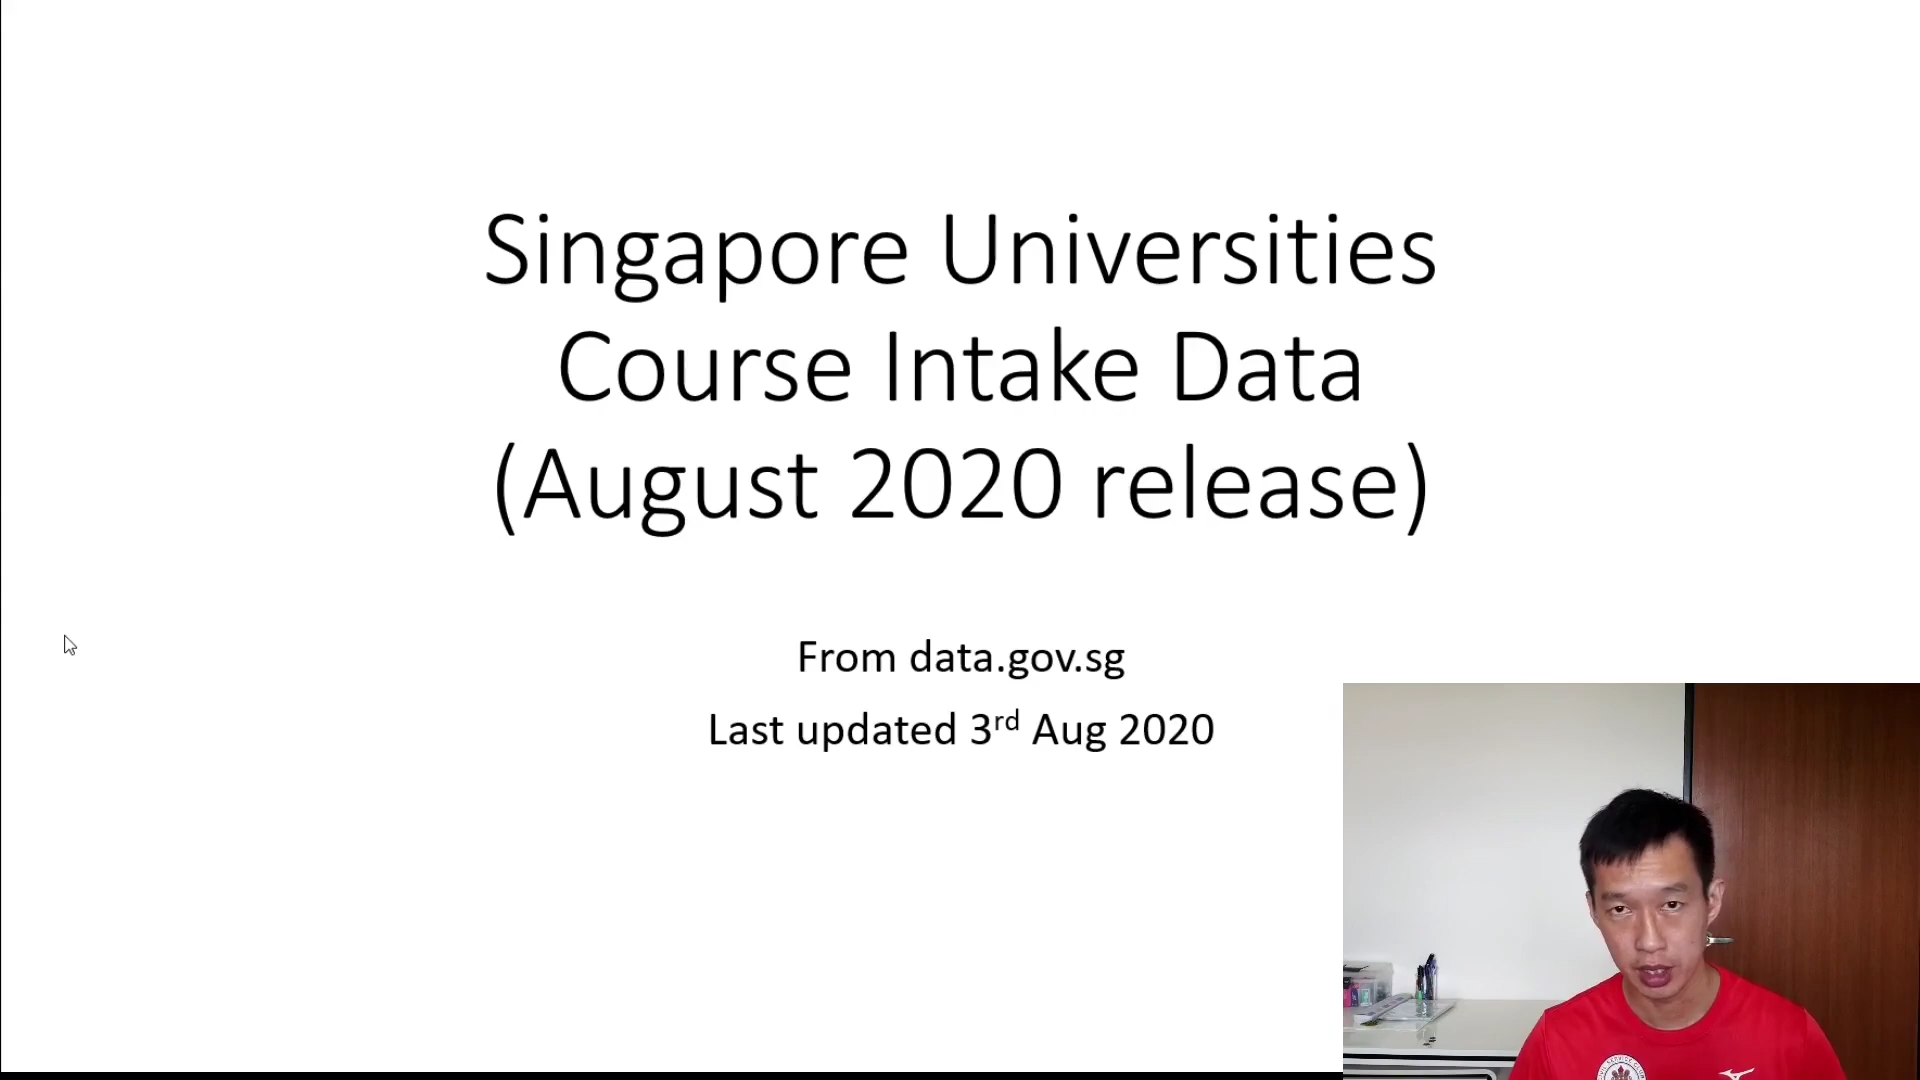 Singapore Universities
Course Intake Data
(August 2020 release)
From data.gov.sg
Last updated 3rd Aug 2020